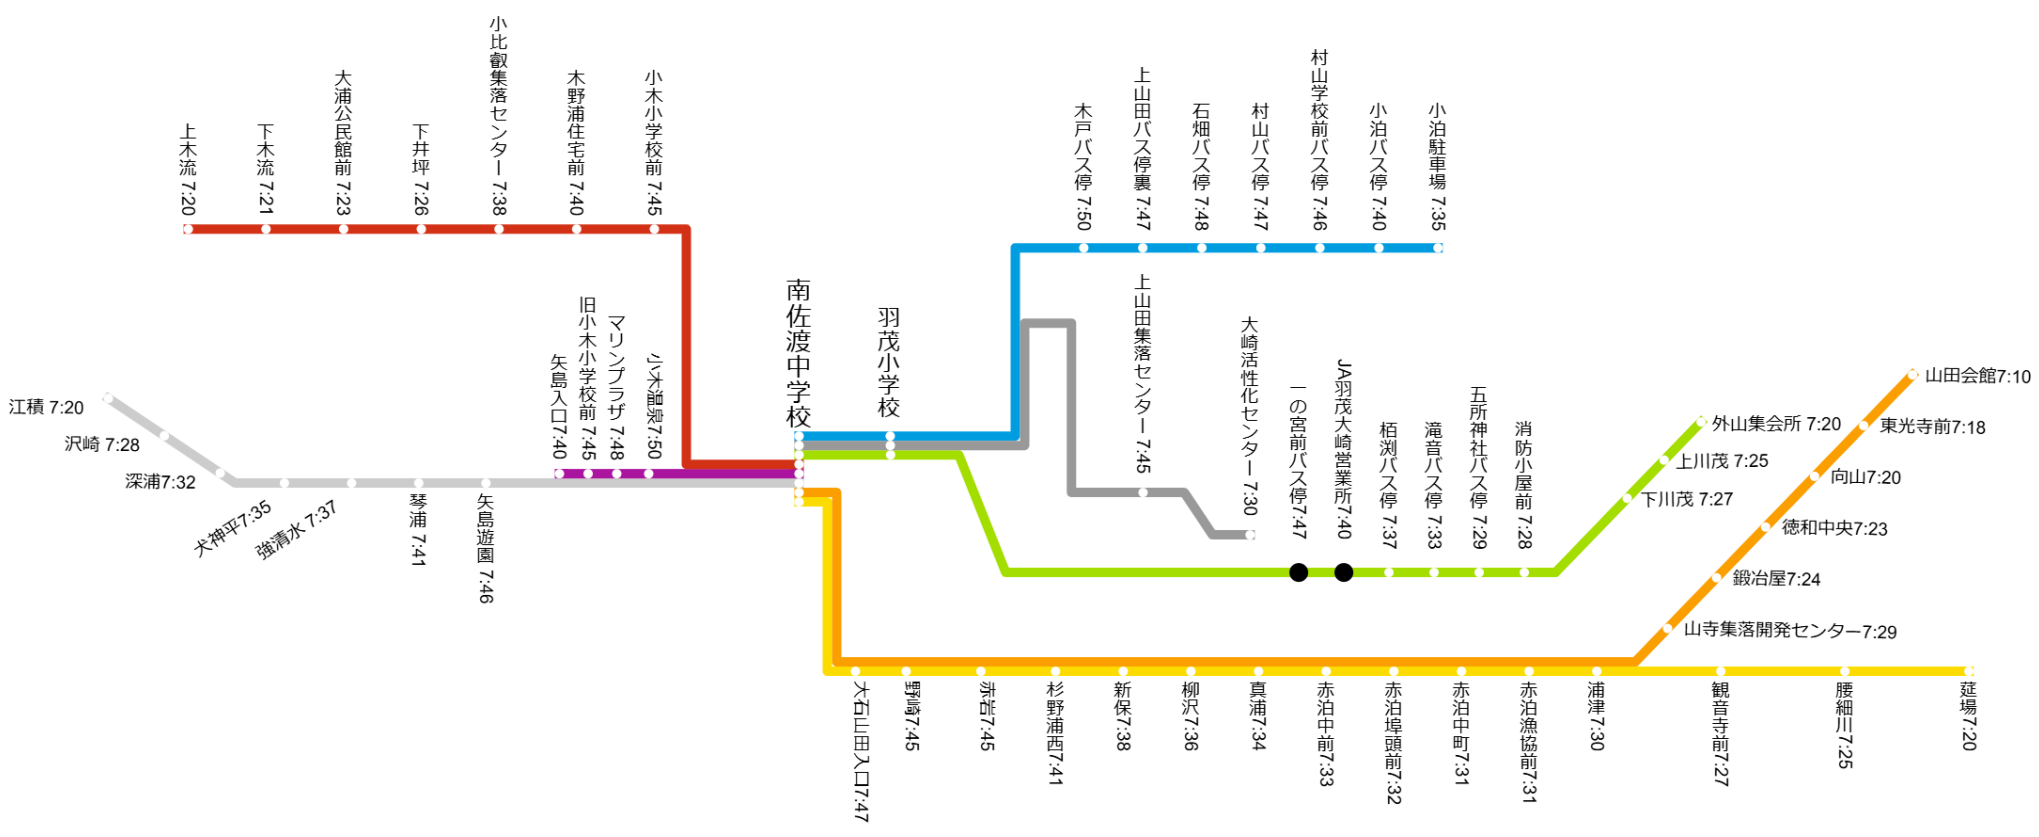 上木流 7:20
下木流 7:21
大浦公民館前 7:23
下井坪 7:26
小比叡集落センター 7:38
木野浦住宅前 7:40
小木小学校前 7:45
木戸バス停 7:50
上山田バス停裏 7:47
石畑バス停 7:48
村山バス停 7:47
村山学校前バス停 7:46
小泊バス停 7:40
小泊駐車場 7:35
南佐渡中学校
羽茂小学校
上山田集落センター 7:45
大崎活性化センター 7:30
矢島入口7:40
旧小木小学校前 7:45
マリンプラザ 7:48
小木温泉7:50
江積 7:20
沢崎 7:28
深浦7:32
犬神平7:35
強清水 7:37
琴浦 7:41
矢島遊園 7:46
一の宮前バス停7:47
JA羽茂大崎営業所7:40
栢渕バス停 7:37
滝音バス停 7:33
五所神社バス停 7:29
消防小屋前 7:28
外山集会所 7:20
上川茂 7:25
下川茂 7:27
山田会館7:10
東光寺前7:18
向山7:20
徳和中央7:23
鍛冶屋7:24
山寺集落開発センター7:29
大石山田入口7:47
野崎7:45
赤岩7:45
杉野浦西7:41
新保7:38
柳沢7:36
真浦7:34
赤泊中前7:33
赤泊埠頭前7:32
赤泊中町7:31
赤泊漁協前7:31
浦津7:30
観音寺前7:27
腰細川7:25
莚場7:20